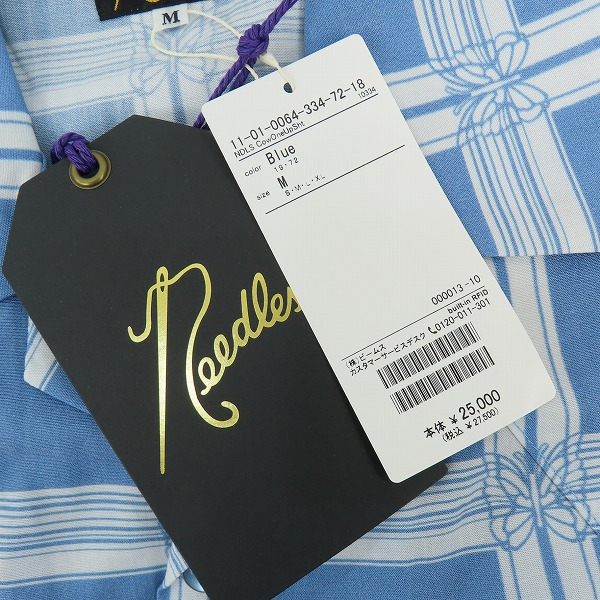 M
11-01-0064-334-72-18
NDLS CowOneUpSht 10334
color Blue
19・72
size M
S・M・L・XL
000013-10
built-in RFID
(株)ビームス
カスタマーサービスデスク 0120-011-301
本体 ¥25,000
(税込 ¥27,500)
Needles